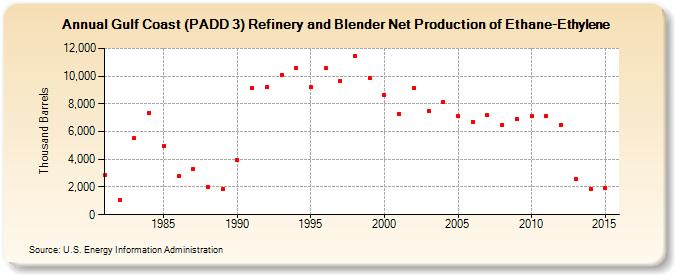 Annual Gulf Coast (PADD 3) Refinery and Blender Net Production of Ethane-Ethylene
Thousand Barrels
12,000
10,000
8,000
6,000
4,000
2,000
0
1985 1990 1995 2000 2005 2010 2015
Source: U.S. Energy Information Administration